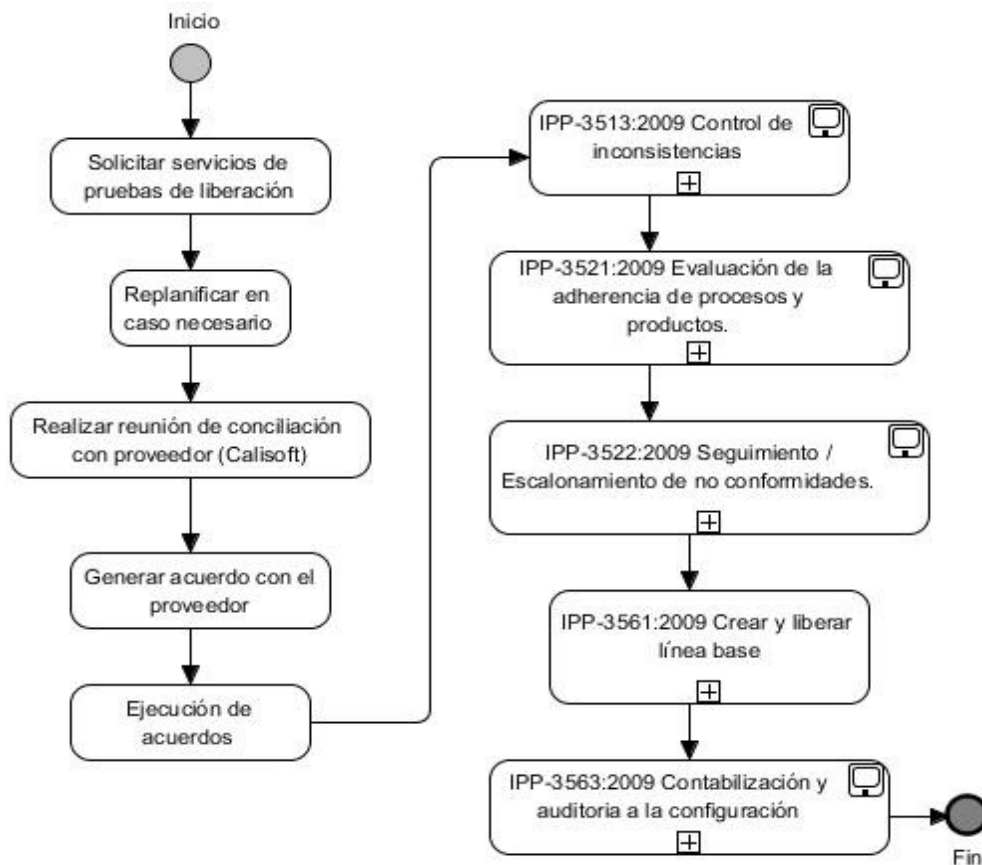 Inicio
Solicitar servicios de
pruebas de liberación
Replanificar en
caso necesario
Realizar reunión de conciliación
con proveedor (Calisoft)
Generar acuerdo con el
proveedor
Ejecución de
acuerdos
IPP-3513:2009 Control de
inconsistencias
IPP-3521:2009 Evaluación de la
adherencia de procesos y
productos.
IPP-3522:2009 Seguimiento /
Escalonamiento de no conformidades.
IPP-3561:2009 Crear y liberar
línea base
IPP-3563:2009 Contabilización y
auditoria a la configuración
Fin